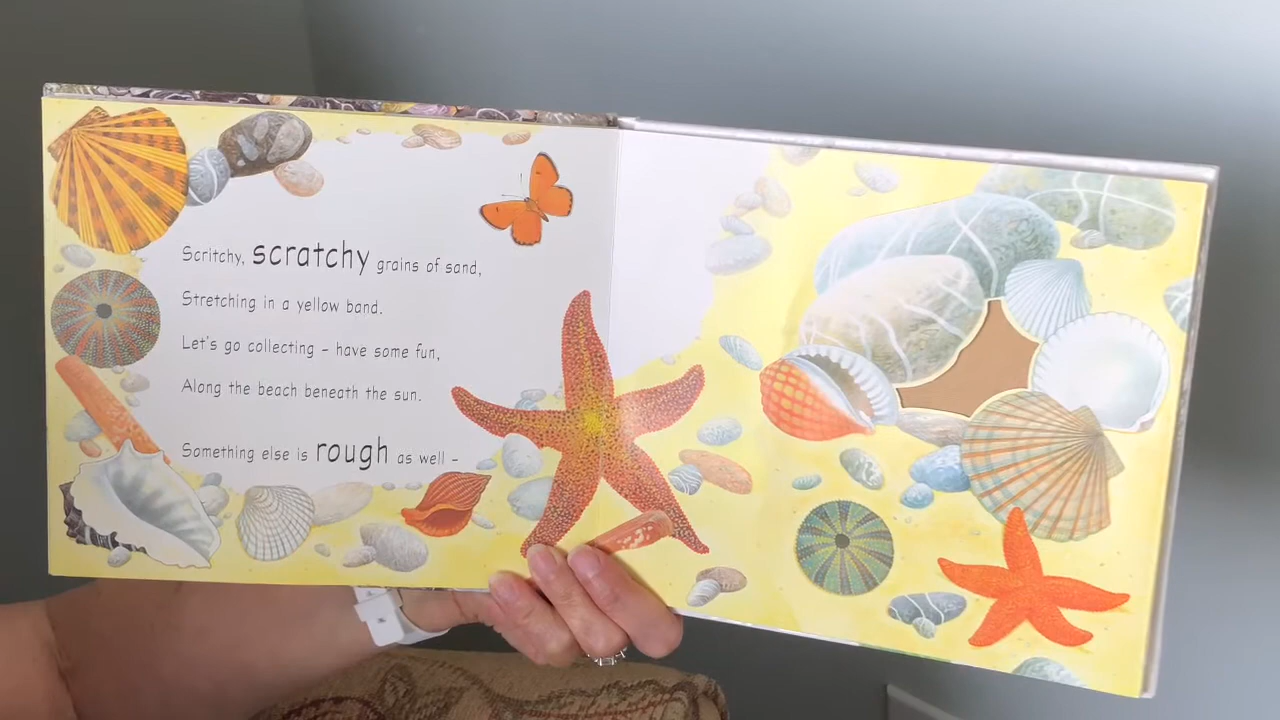 Scritchy, scratchy grains of sand,
Stretching in a yellow band.
Let's go collecting – have some fun,
Along the beach beneath the sun.
Something else is rough as well –